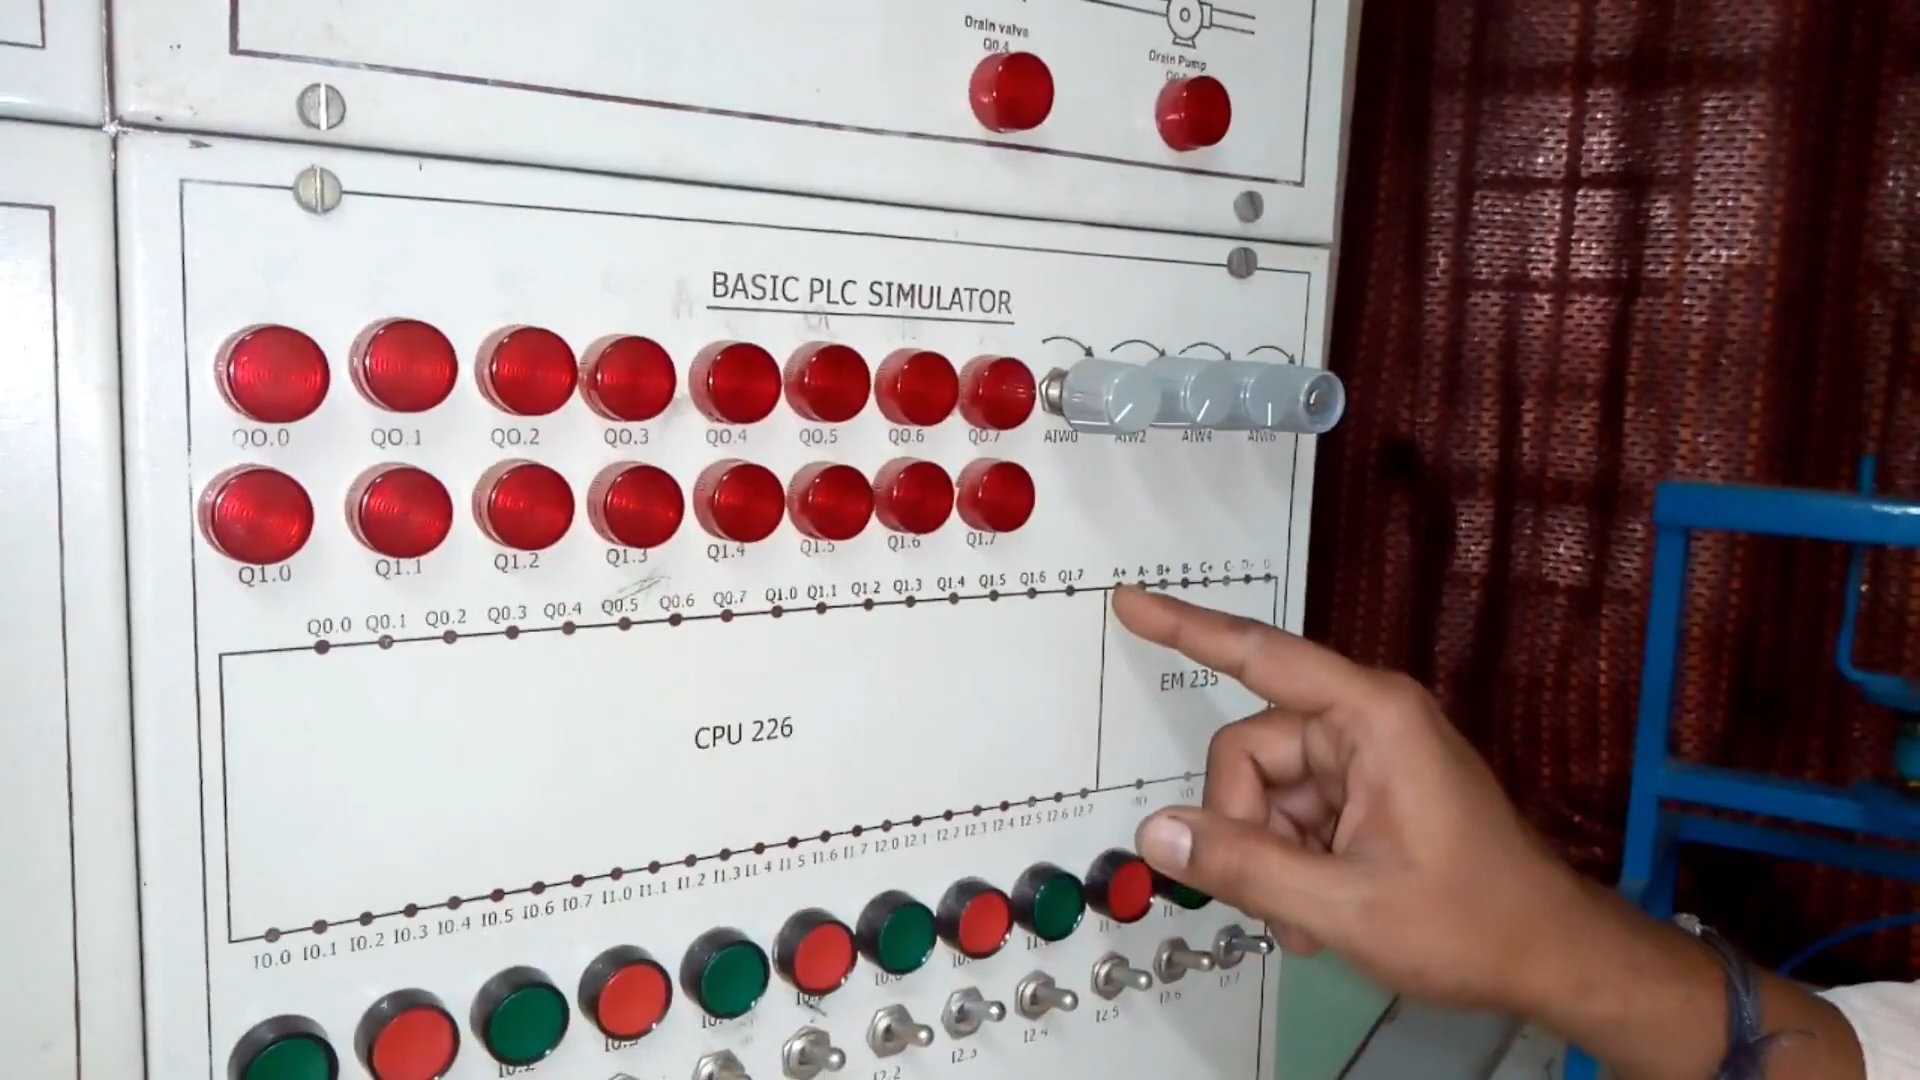 Drain valve
Q0.4
Drain Pump
BASIC PLC SIMULATOR
Q0.0 Q0.1 Q0.2 Q0.3 Q0.4 Q0.5 Q0.6 Q0.7 AIW0 AIW2 AIW4 AIW6
Q1.0 Q1.1 Q1.2 Q1.3 Q1.4 Q1.5 Q1.6 Q1.7
Q0.0 Q0.1 Q0.2 Q0.3 Q0.4 Q0.5 Q0.6 Q0.7 Q1.0 Q1.1 Q1.2 Q1.3 Q1.4 Q1.5 Q1.6 Q1.7 A+ A- B+ B- C+ C-
CPU 226
EM 235
I0.0 I0.1 I0.2 I0.3 I0.4 I0.5 I0.6 I0.7 I1.0 I1.1 I1.2 I1.3 I1.4 I1.5 I1.6 I1.7 I2.0 I2.1 I2.2 I2.3 I2.4 I2.5 I2.6 I2.7
I2.2 I2.3 I2.4 I2.5 I2.6 I2.7